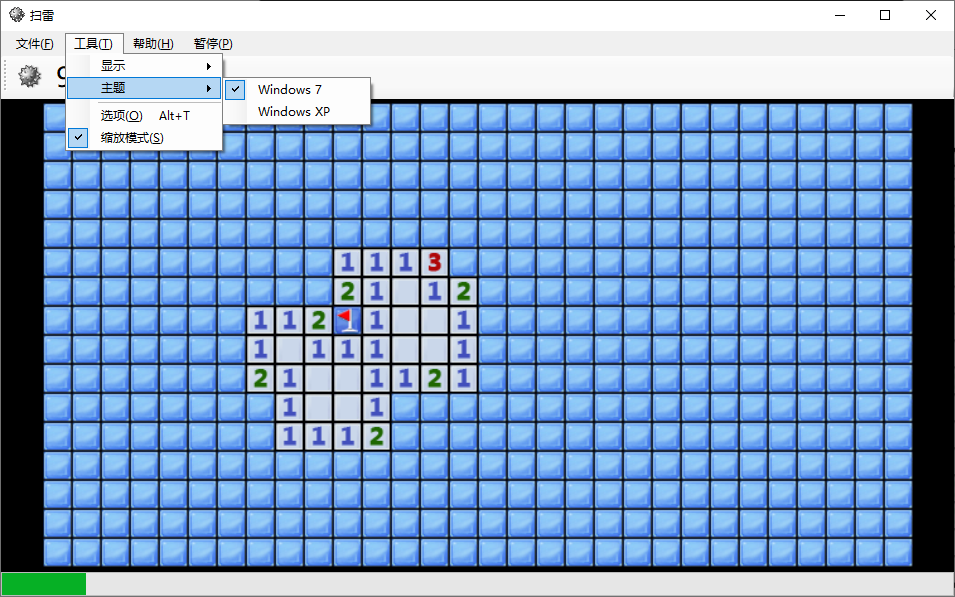 扫雷
文件(F) 工具(T) 帮助(H) 暂停(P)
显示
主题
Windows 7
Windows XP
选项(O) Alt+T
缩放模式(S)
1 1 1 3
2 1 1 2
1 1 2 1 1
1 1 1 1 1
2 1 1 1 2 1
1 1
1 1 1 2